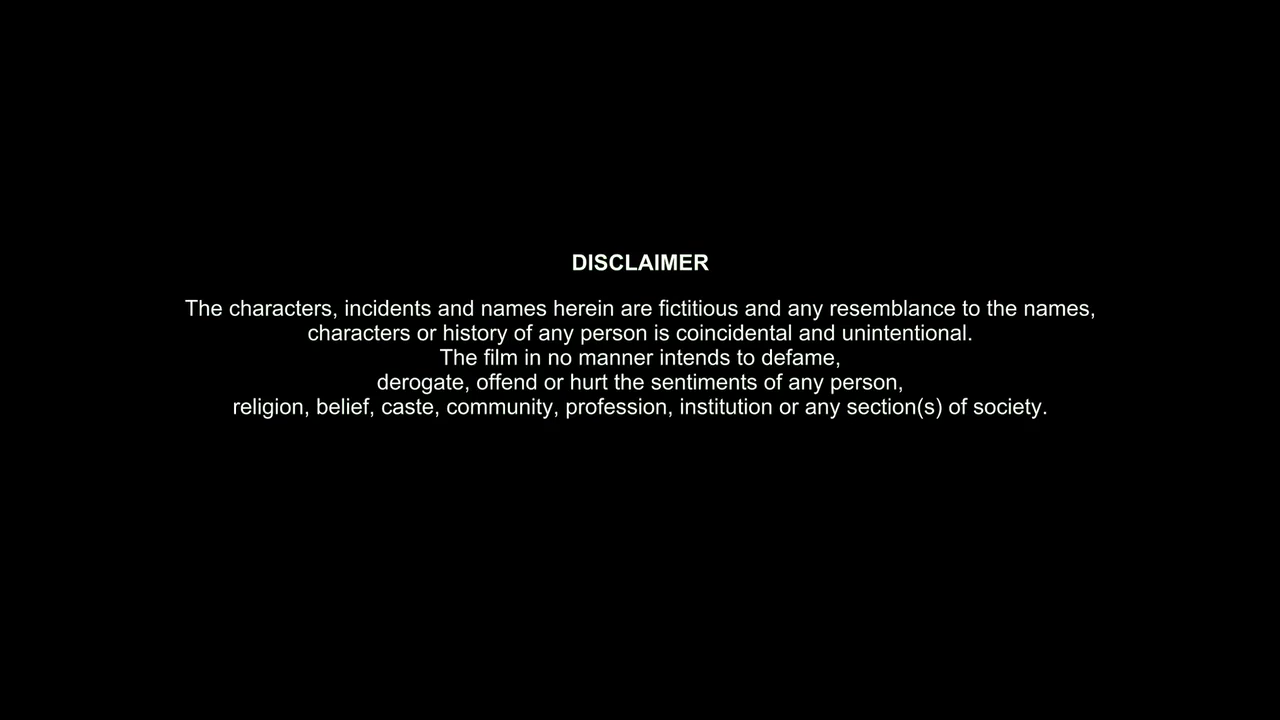 DISCLAIMER
The characters, incidents and names herein are fictitious and any resemblance to the names,
characters or history of any person is coincidental and unintentional.
The film in no manner intends to defame,
derogate, offend or hurt the sentiments of any person,
religion, belief, caste, community, profession, institution or any section(s) of society.